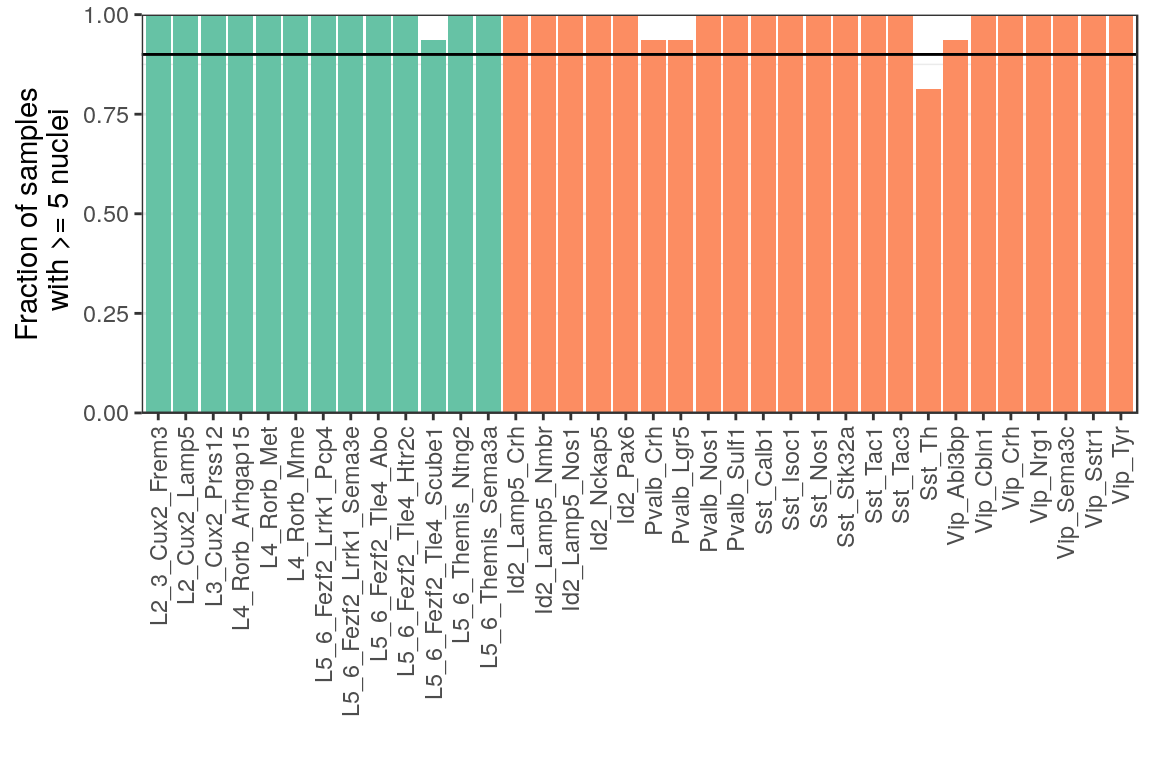 Fraction of samples
with >= 5 nuclei
1.00
0.75
0.50
0.25
0.00
L2_3_Cux2_Frem3
L2_Cux2_Lamp5
L3_Cux2_Prss12
L4_Rorb_Arhgap15
L4_Rorb_Met
L4_Rorb_Mme
L5_6_Fezf2_Lrrk1_Pcp4
L5_6_Fezf2_Lrrk1_Sema3e
L5_6_Fezf2_Tle4_Abo
L5_6_Fezf2_Tle4_Htr2c
L5_6_Fezf2_Tle4_Scube1
L5_6_Themis_Ntng2
L5_6_Themis_Sema3a
Id2_Lamp5_Crh
Id2_Lamp5_Nmbr
Id2_Lamp5_Nos1
Id2_Nckap5
Id2_Pax6
Pvalb_Crh
Pvalb_Lgr5
Pvalb_Nos1
Pvalb_Sulf1
Sst_Calb1
Sst_Isoc1
Sst_Nos1
Sst_Stk32a
Sst_Tac1
Sst_Tac3
Sst_Th
Vip_Abi3bp
Vip_Cbln1
Vip_Crh
Vip_Nrg1
Vip_Sema3c
Vip_Sstr1
Vip_Tyr